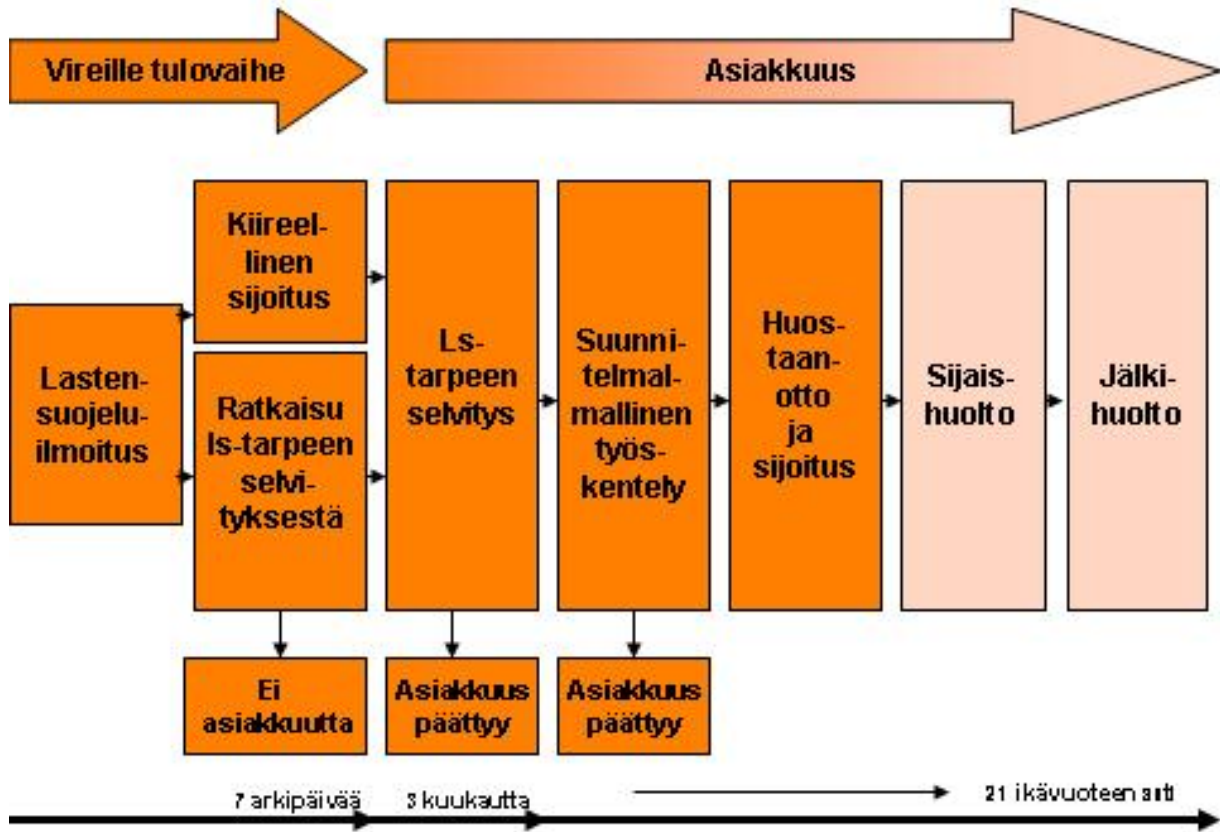 Vireille tulovaihe
Asiakkuus
Lasten-
suojelu-
ilmoitus
Kiireel-
linen
sijoitus
Ratkaisu
ls-tarpeen
selvi-
tyksestä
Ls-
tarpeen
selvitys
Suunni-
telmal-
mallinen
työs-
kentely
Huos-
taan-
otto
ja
sijoitus
Sijais-
huolto
Jälki-
huolto
Ei
asiakkuutta
Asiakkuus
päättyy
Asiakkuus
päättyy
7 arkipäivää
3 kuukautta
21 ikävuoteen